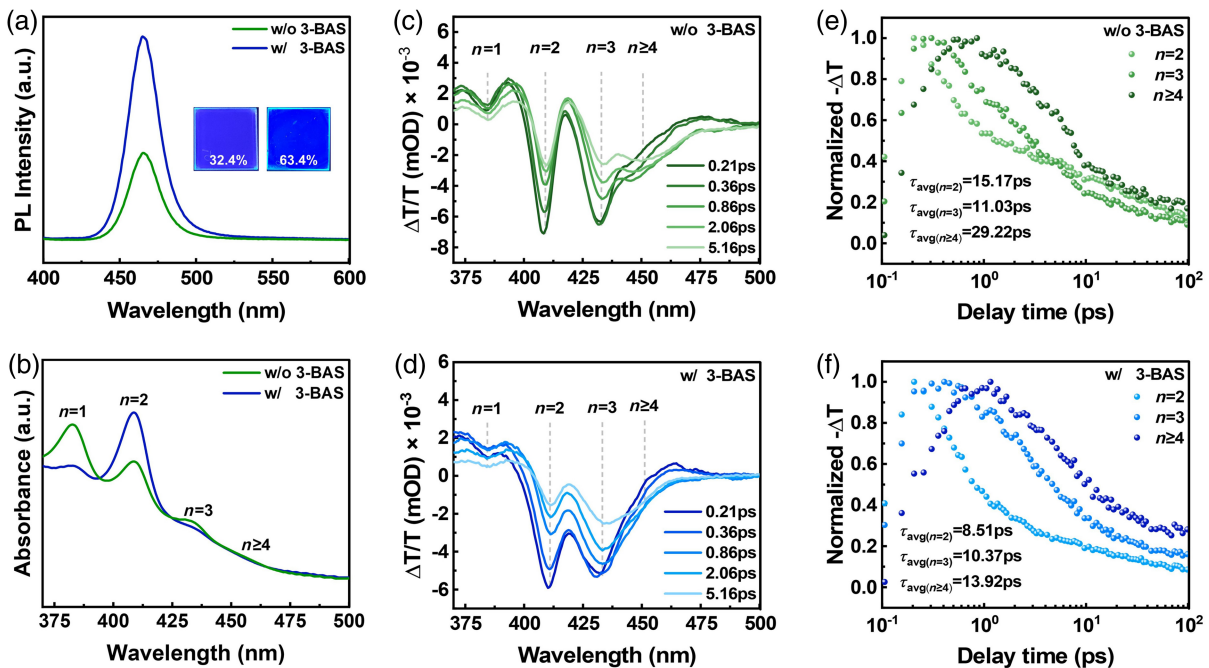 (a)
w/o 3-BAS
w/ 3-BAS
32.4%
63.4%
PL Intensity (a.u.)
400 450 500 550 600
Wavelength (nm)
(b)
w/o 3-BAS
w/ 3-BAS
n=1
n=2
n=3
n≥4
Absorbance (a.u.)
375 400 425 450 475 500
Wavelength (nm)
(c)
w/o 3-BAS
n=1 n=2 n=3 n≥4
6
4
2
0
-2
-4
-6
-8
ΔT/T (mOD) × 10⁻³
0.21ps
0.36ps
0.86ps
2.06ps
5.16ps
375 400 425 450 475 500
Wavelength (nm)
(d)
w/ 3-BAS
n=1 n=2 n=3 n≥4
6
4
2
0
-2
-4
-6
ΔT/T (mOD) × 10⁻³
0.21ps
0.36ps
0.86ps
2.06ps
5.16ps
375 400 425 450 475 500
Wavelength (nm)
(e)
w/o 3-BAS
n=2
n=3
n≥4
1.0
0.8
0.6
0.4
0.2
0.0
Normalized -ΔT
τavg(n=2)=15.17ps
τavg(n=3)=11.03ps
τavg(n≥4)=29.22ps
10⁻¹ 10⁰ 10¹ 10²
Delay time (ps)
(f)
w/ 3-BAS
n=2
n=3
n≥4
1.0
0.8
0.6
0.4
0.2
0.0
Normalized -ΔT
τavg(n=2)=8.51ps
τavg(n=3)=10.37ps
τavg(n≥4)=13.92ps
10⁻¹ 10⁰ 10¹ 10²
Delay time (ps)